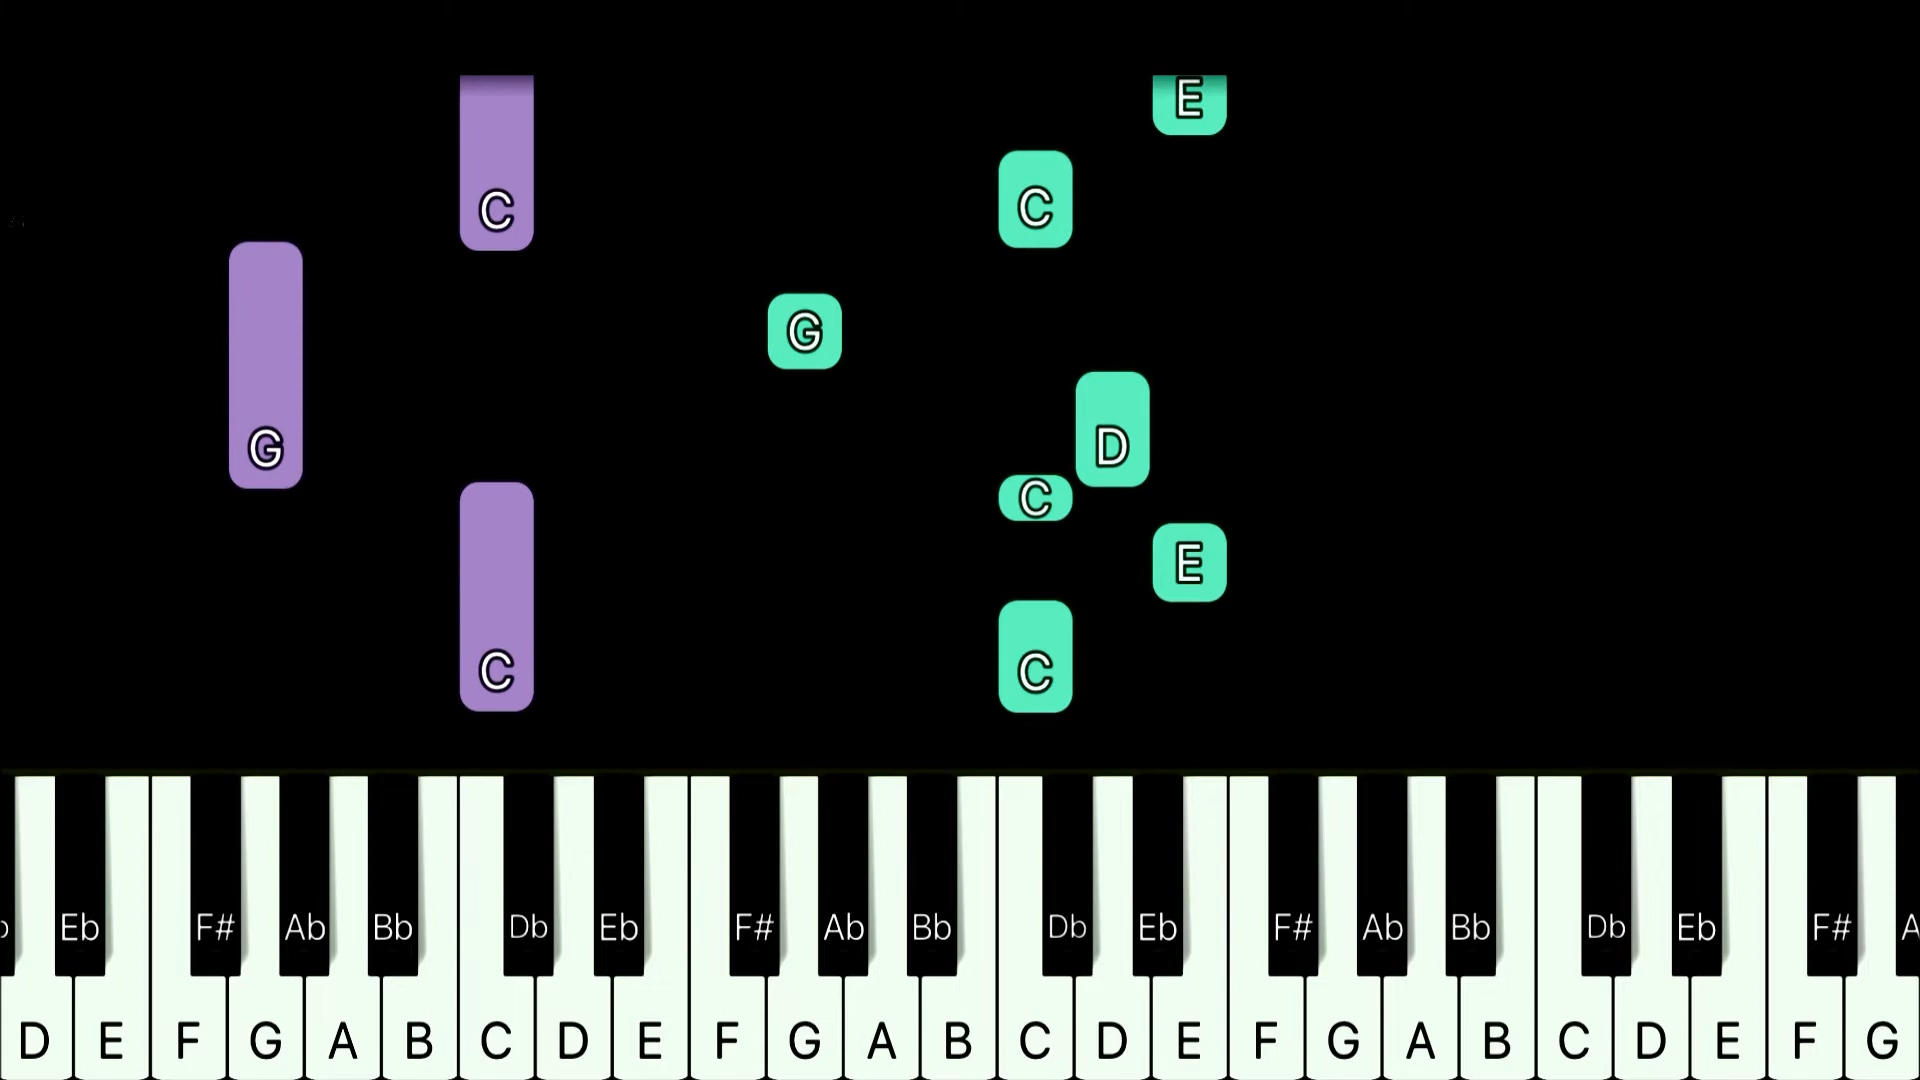 E
C C
G
G D
C
E
C C
Eb F# Ab Bb Db Eb F# Ab Bb Db Eb F# Ab Bb Db Eb F# A
D E F G A B C D E F G A B C D E F G A B C D E F G